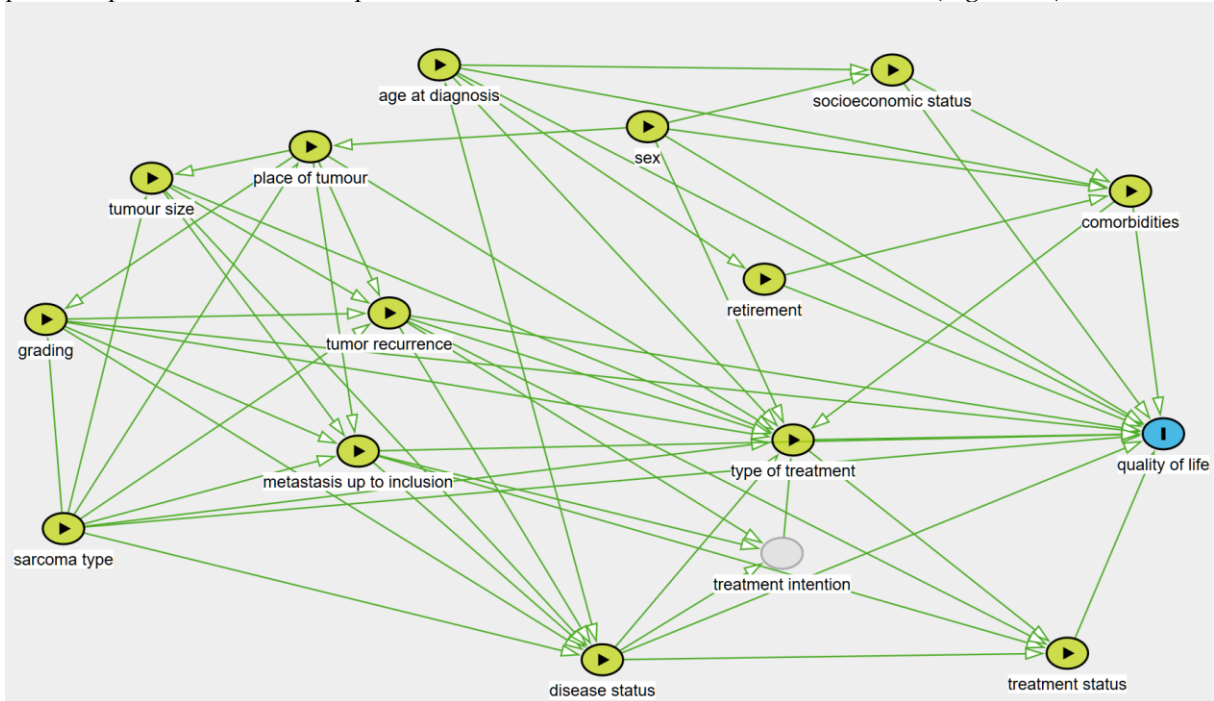 age at diagnosis
socioeconomic status
sex
place of tumour
tumour size
comorbidities
retirement
grading
tumor recurrence
type of treatment
quality of life
metastasis up to inclusion
sarcoma type
treatment intention
disease status
treatment status